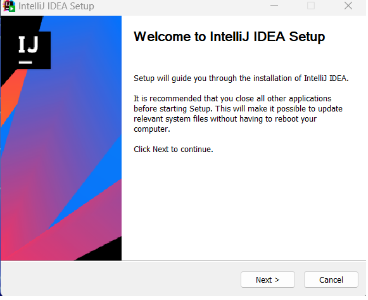 IntelliJ IDEA Setup
IJ
Welcome to IntelliJ IDEA Setup
Setup will guide you through the installation of IntelliJ IDEA.
It is recommended that you close all other applications
before starting Setup. This will make it possible to update
relevant system files without having to reboot your
computer.
Click Next to continue.
Next >
Cancel